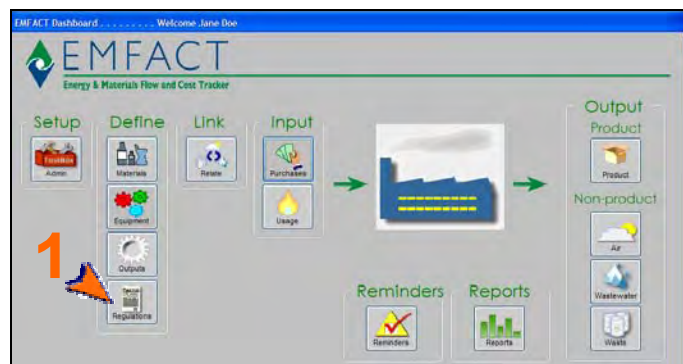 EMFACT Dashboard . . . . . . . . . Welcome Jane Doe
EMFACT
Energy & Materials Flow and Cost Tracker
Setup
Define
Link
Input
Output
Product
ToolBox
Admin
Materials
Relate
Purchases
Product
Equipment
Usage
Non-product
Outputs
Air
1
Regulations
Reminders
Reports
Wastewater
Reminders
Reports
Waste